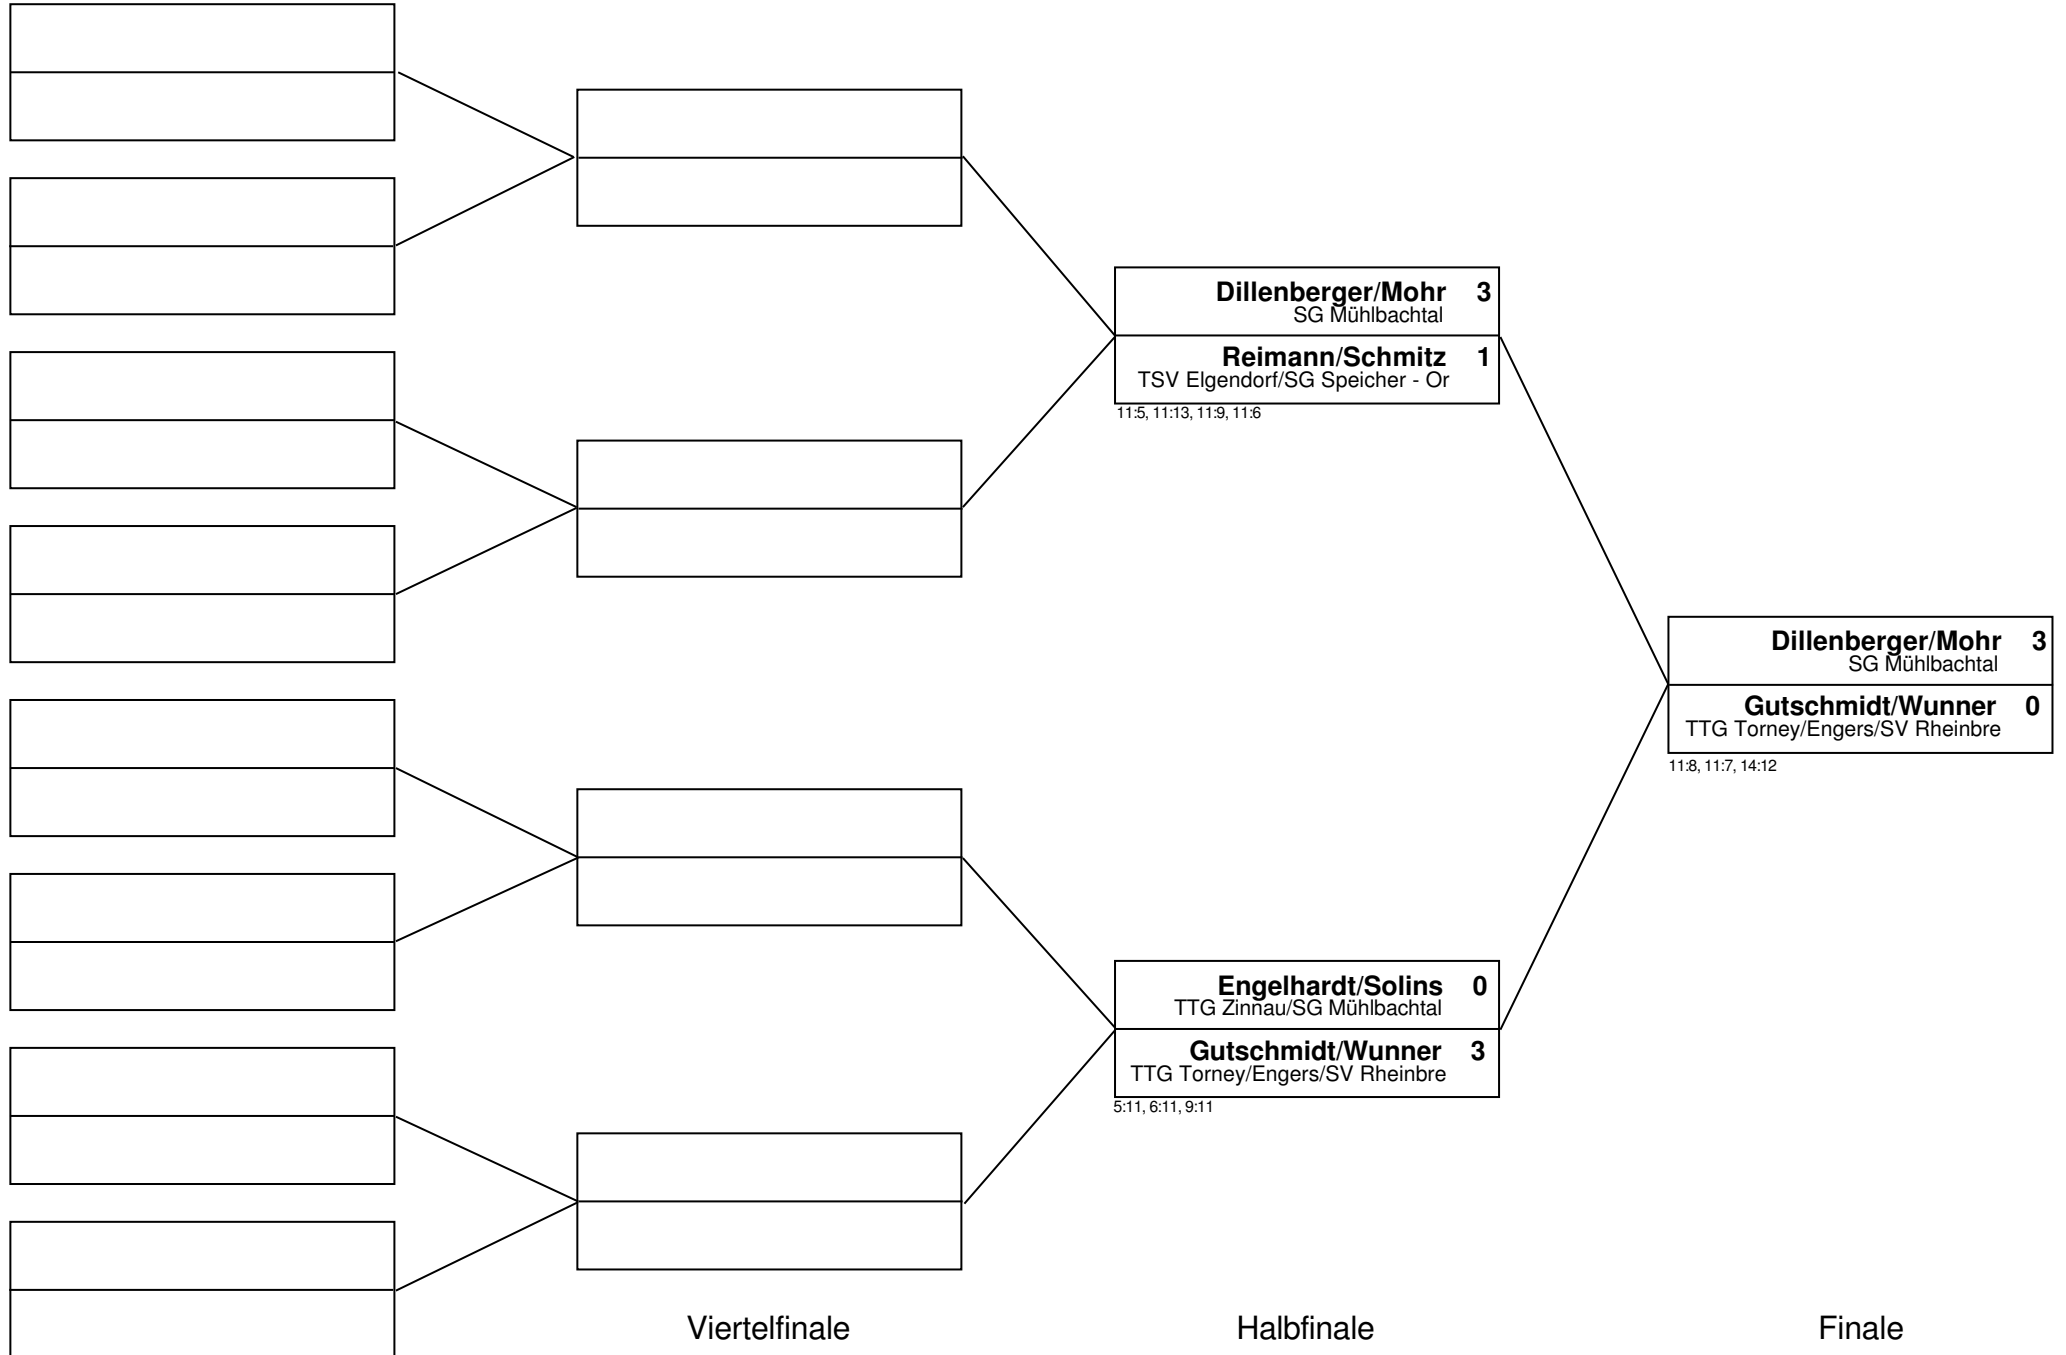 Dillenberger/Mohr 3
SG Mühlbachtal
Reimann/Schmitz 1
TSV Elgendorf/SG Speicher - Or
11:5, 11:13, 11:9, 11:6
Dillenberger/Mohr 3
SG Mühlbachtal
Gutschmidt/Wunner 0
TTG Torney/Engers/SV Rheinbre
11:8, 11:7, 14:12
Engelhardt/Solins 0
TTG Zinnau/SG Mühlbachtal
Gutschmidt/Wunner 3
TTG Torney/Engers/SV Rheinbre
5:11, 6:11, 9:11
Viertelfinale Halbfinale Finale